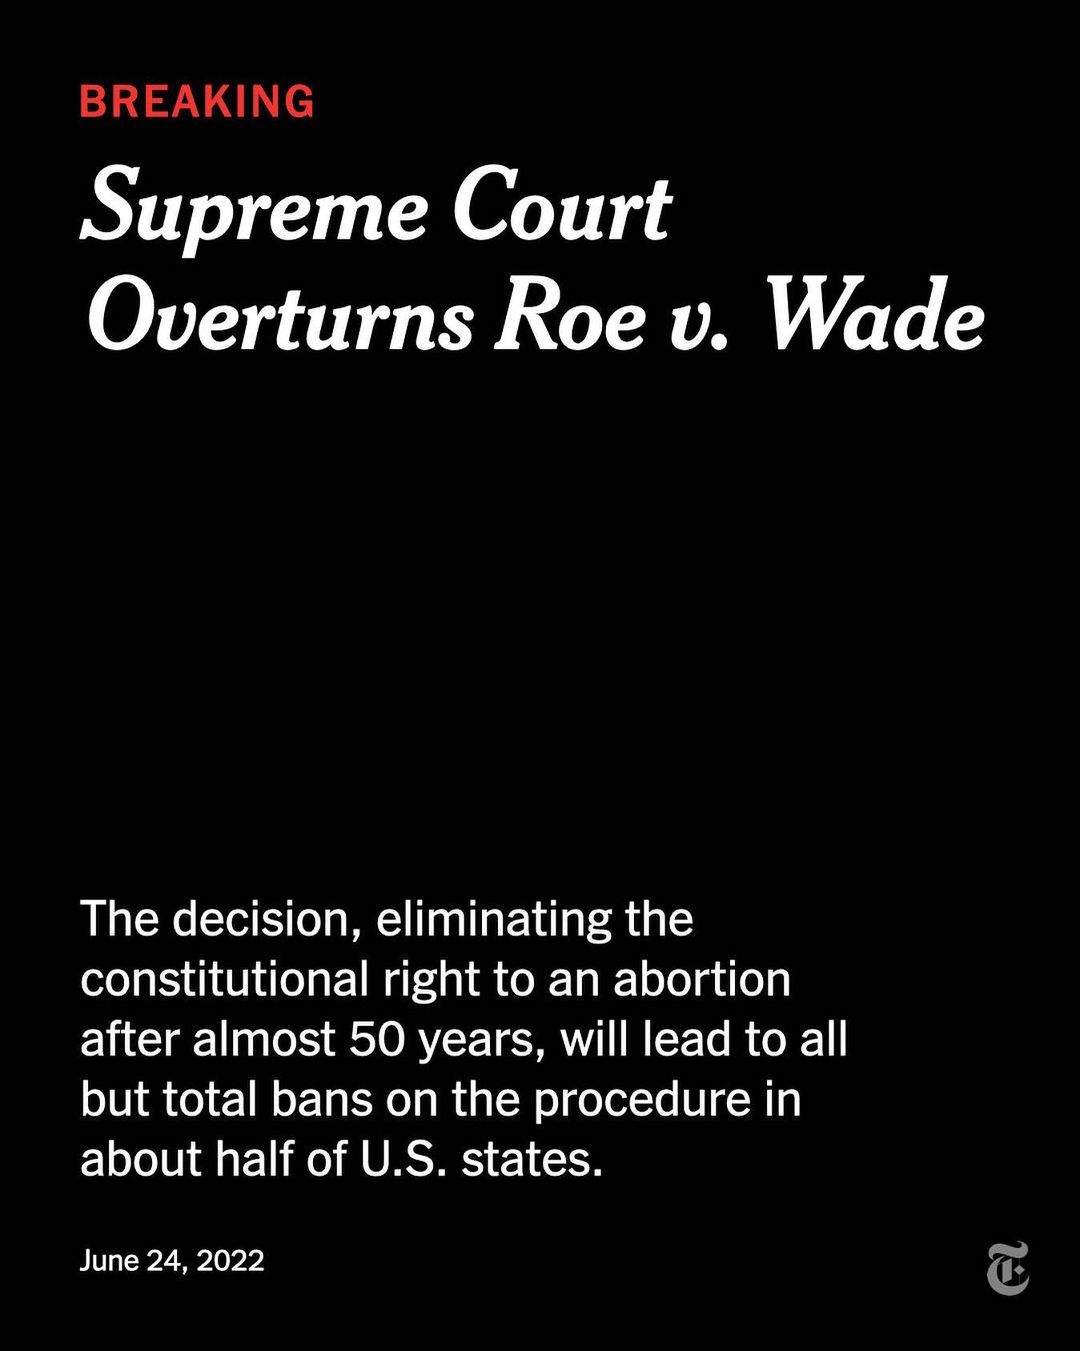 BREAKING
Supreme Court
Overturns Roe v. Wade
The decision, eliminating the
constitutional right to an abortion
after almost 50 years, will lead to all
but total bans on the procedure in
about half of U.S. states.
June 24, 2022
T